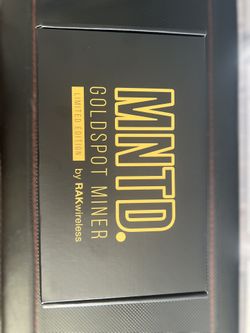 MNTD.
GOLDSPOT MINER
LIMITED EDITION by RAKwireless